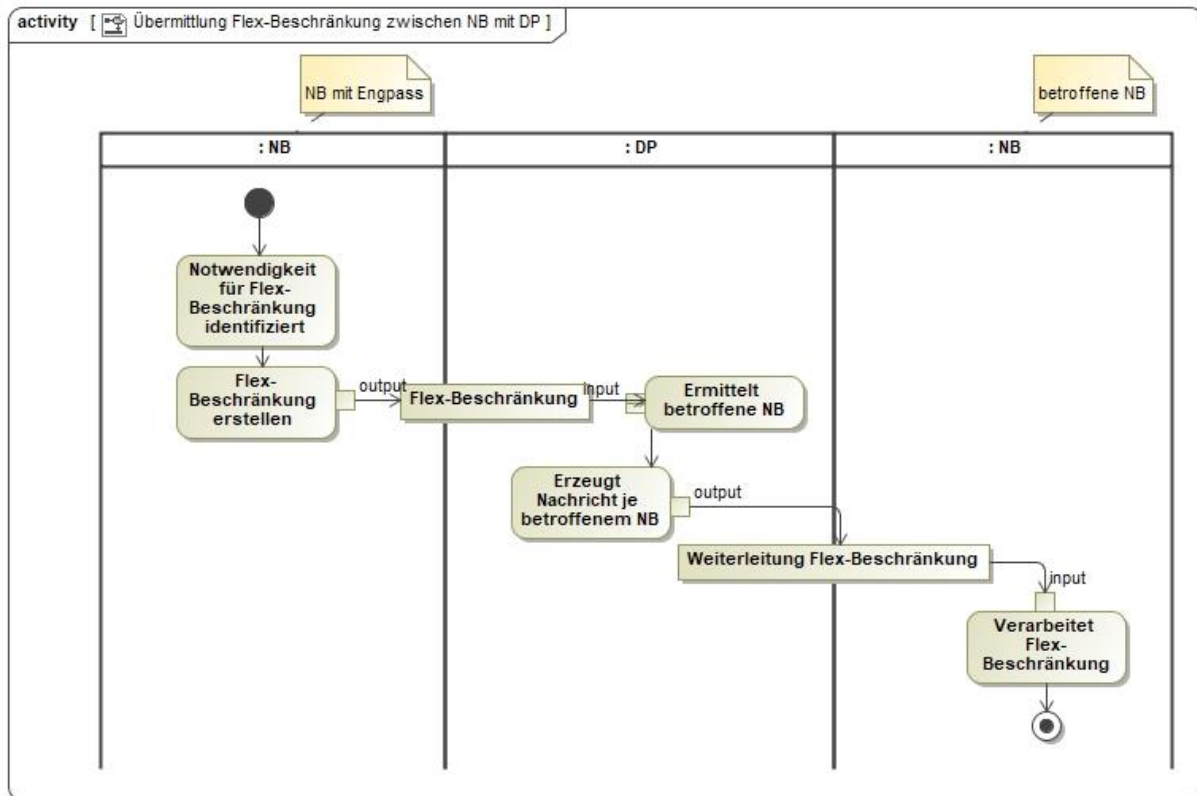 activity [ Übermittlung Flex-Beschränkung zwischen NB mit DP ]
NB mit Engpass
betroffene NB
: NB
: DP
: NB
Notwendigkeit
für Flex-
Beschränkung
identifiziert
Flex-
Beschränkung
erstellen
output
Flex-Beschränkung
input
Ermittelt
betroffene NB
Erzeugt
Nachricht je
betroffenem NB
output
Weiterleitung Flex-Beschränkung
input
Verarbeitet
Flex-
Beschränkung